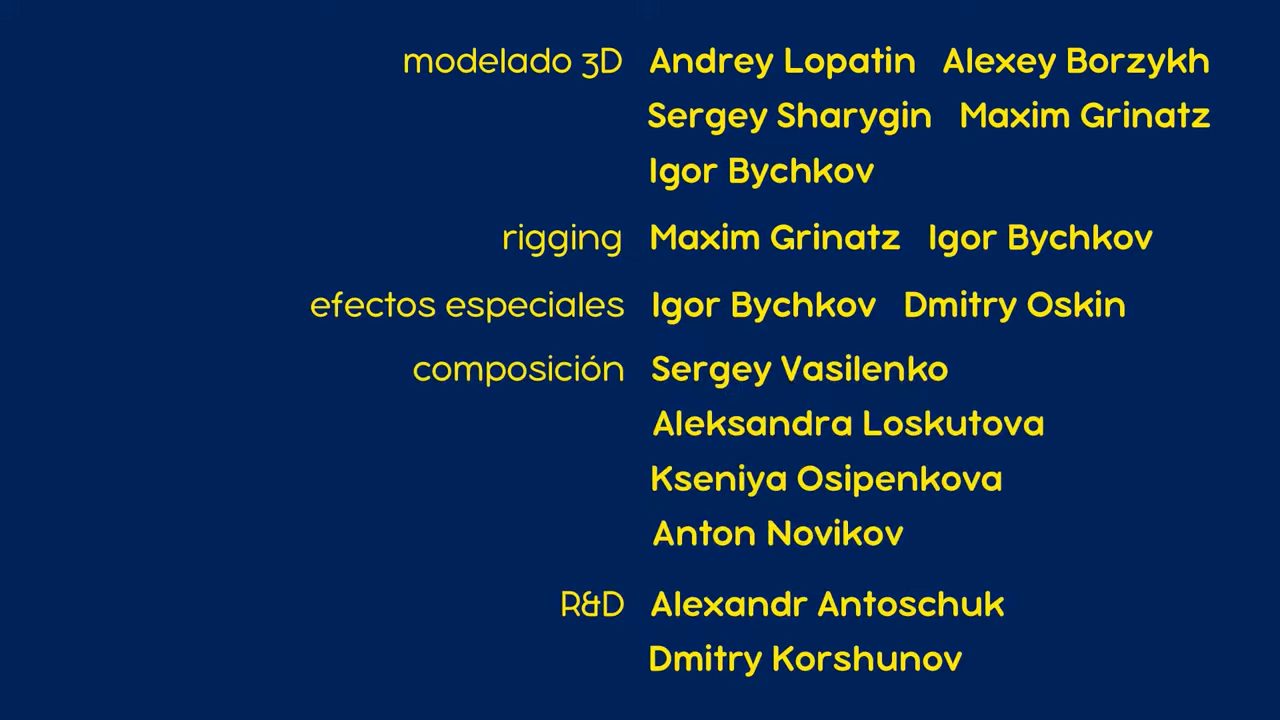 modelado 3D Andrey Lopatin Alexey Borzykh
Sergey Sharygin Maxim Grinatz
Igor Bychkov
rigging Maxim Grinatz Igor Bychkov
efectos especiales Igor Bychkov Dmitry Oskin
composición Sergey Vasilenko
Aleksandra Loskutova
Kseniya Osipenkova
Anton Novikov
R&D Alexandr Antoschuk
Dmitry Korshunov